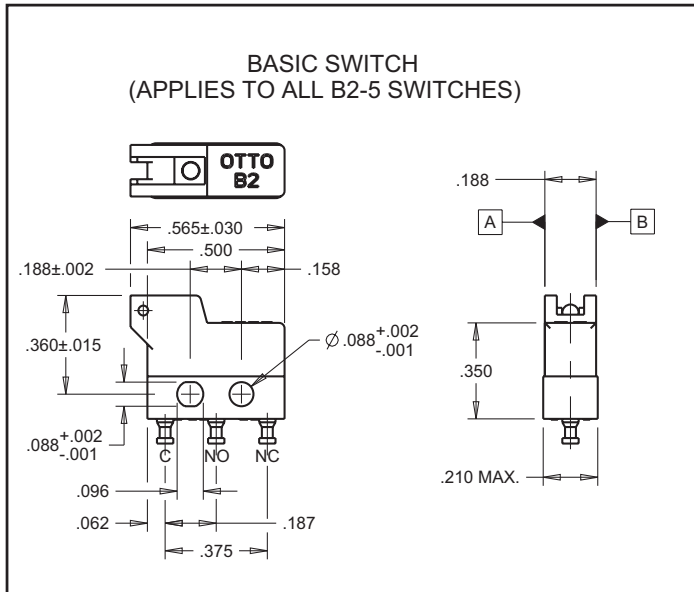 BASIC SWITCH
(APPLIES TO ALL B2-5 SWITCHES)
OTTO
B2
.565±.030
.500
.188±.002
.158
.360±.015
Ø .088+.002
-.001
.088+.002
-.001
C NO NC
.096
.062
.187
.375
.188
A
B
.350
.210 MAX.